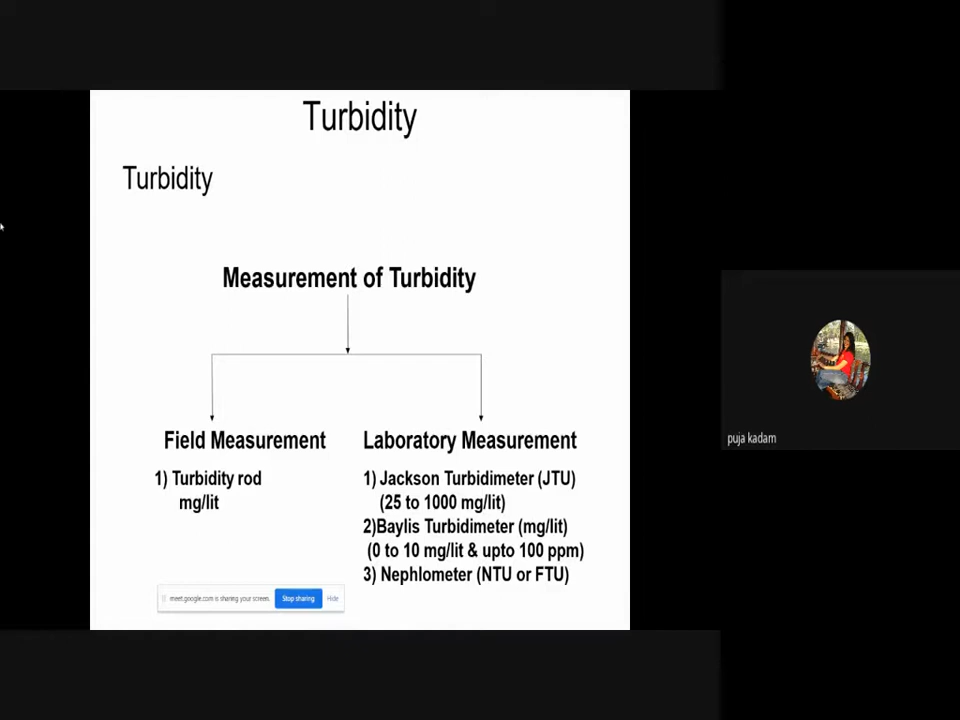 Turbidity
Turbidity
Measurement of Turbidity
Field Measurement
1) Turbidity rod
mg/lit
Laboratory Measurement
1) Jackson Turbidimeter (JTU)
(25 to 1000 mg/lit)
2)Baylis Turbidimeter (mg/lit)
(0 to 10 mg/lit & upto 100 ppm)
3) Nephlometer (NTU or FTU)
meet.google.com is sharing your screen. Stop sharing Hide
puja kadam